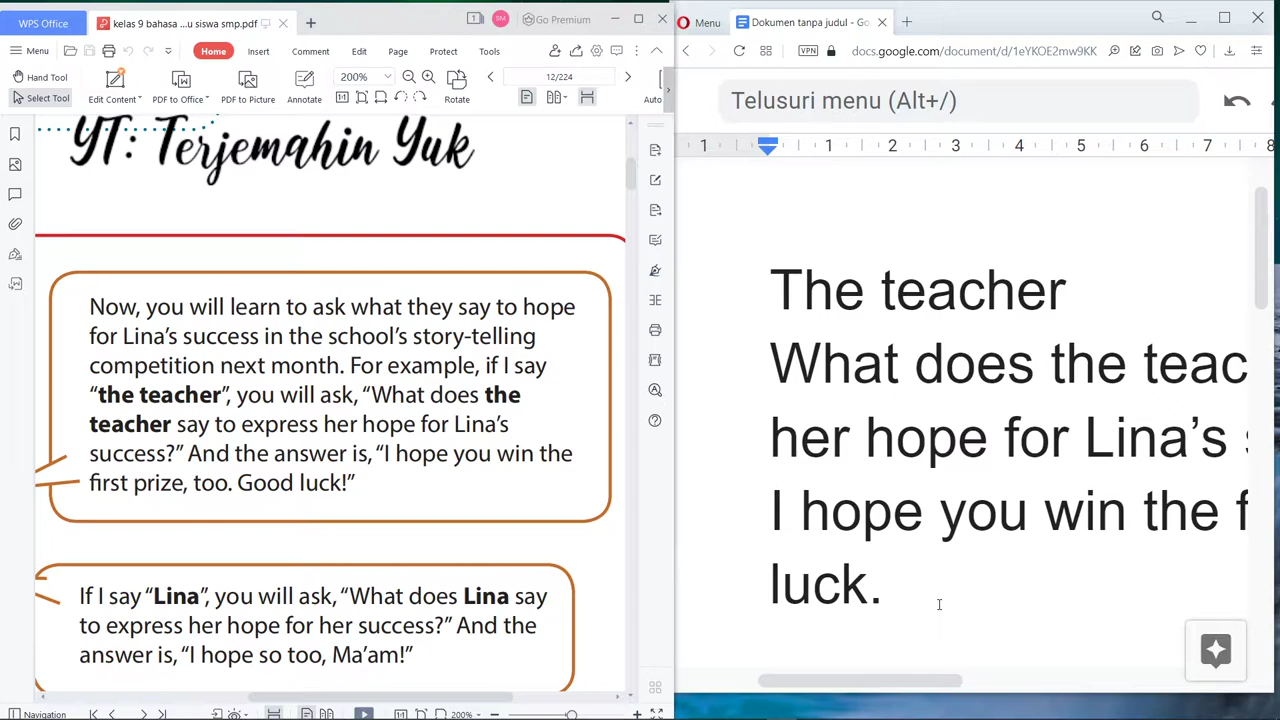 WPS Office
kelas 9 bahasa ...u siswa smp.pdf
1
SM
Go Premium
Menu
Home
Insert
Comment
Edit
Page
Protect
Tools
Hand Tool
Select Tool
Edit Content
PDF to Office
PDF to Picture
Annotate
200%
Rotate
12/224
Auto
YT: Terjemahin Yuk
Now, you will learn to ask what they say to hope
for Lina's success in the school's story-telling
competition next month. For example, if I say
“the teacher”, you will ask, “What does the
teacher say to express her hope for Lina's
success?” And the answer is, “I hope you win the
first prize, too. Good luck!”
If I say “Lina”, you will ask, “What does Lina say
to express her hope for her success?” And the
answer is, “I hope so too, Ma'am!”
Navigation
200%
Menu
Dokumen tanpa judul - Go
VPN
docs.google.com/document/d/1eYKOE2mw9KK
Telusuri menu (Alt+/)
1 1 2 3 4 5 6 7 8
The teacher
What does the teac
her hope for Lina’s s
I hope you win the f
luck.